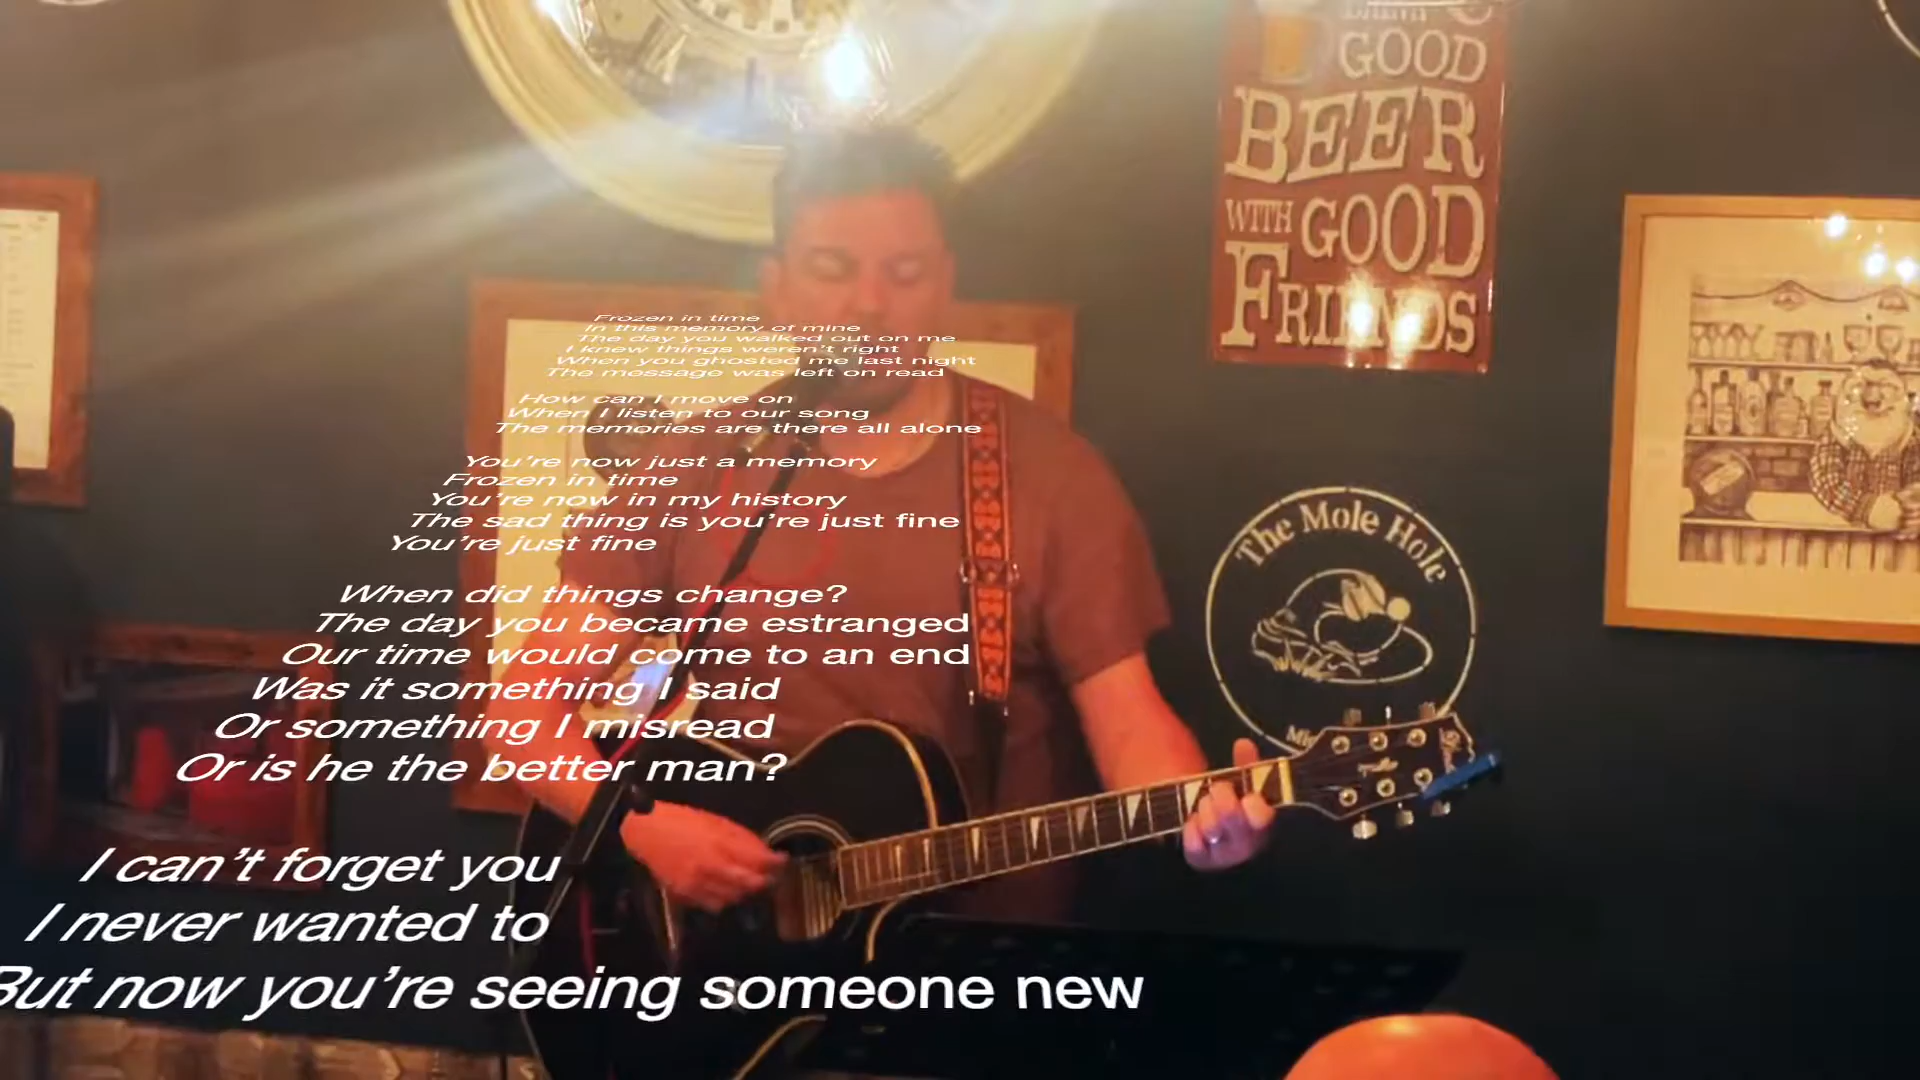 GOOD
BEER
WITH GOOD
FRIENDS
Frozen in time
In this memory of mine
The day you walked out on me
I knew things weren't right
When you ghosted me last night
The message was left on read
How can I move on
When I listen to our song
The memories are there all alone
You're now just a memory
Frozen in time
You're now in my history
The sad thing is you're just fine
You're just fine
When did things change?
The day you became estranged
Our time would come to an end
Was it something I said
Or something I misread
Or is he the better man?
I can't forget you
I never wanted to
But now you're seeing someone new
The Mole Hole